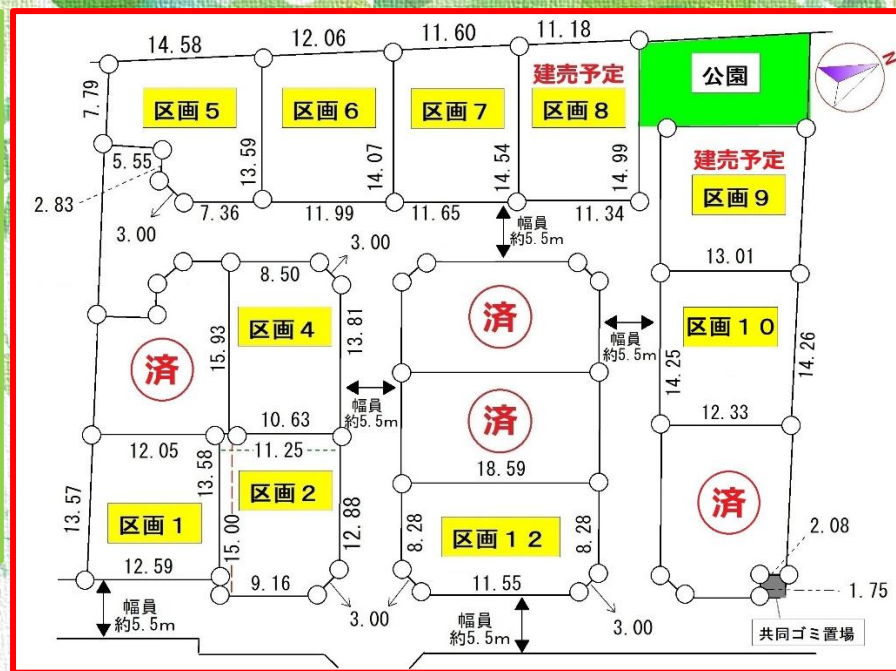 14.58
12.06
11.60
11.18
N
建売予定
公園
7.79
区画5
区画6
区画7
区画8
建売予定
5.55
13.59
14.07
14.54
14.99
区画9
2.83
7.36
11.99
11.65
11.34
3.00
3.00
幅員
約5.5m
13.01
8.50
済
区画4
13.81
済
区画10
15.93
幅員
約5.5m
14.25
14.26
幅員
約5.5m
済
10.63
12.33
12.05
11.25
18.59
13.57
13.58
区画1
区画2
15.00
12.88
8.28
区画12
8.28
済
2.08
12.59
9.16
11.55
1.75
幅員
約5.5m
3.00
幅員
約5.5m
3.00
共同ゴミ置場